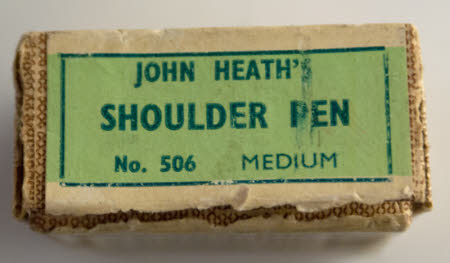 JOHN HEATH'S
SHOULDER PEN
No. 506 MEDIUM